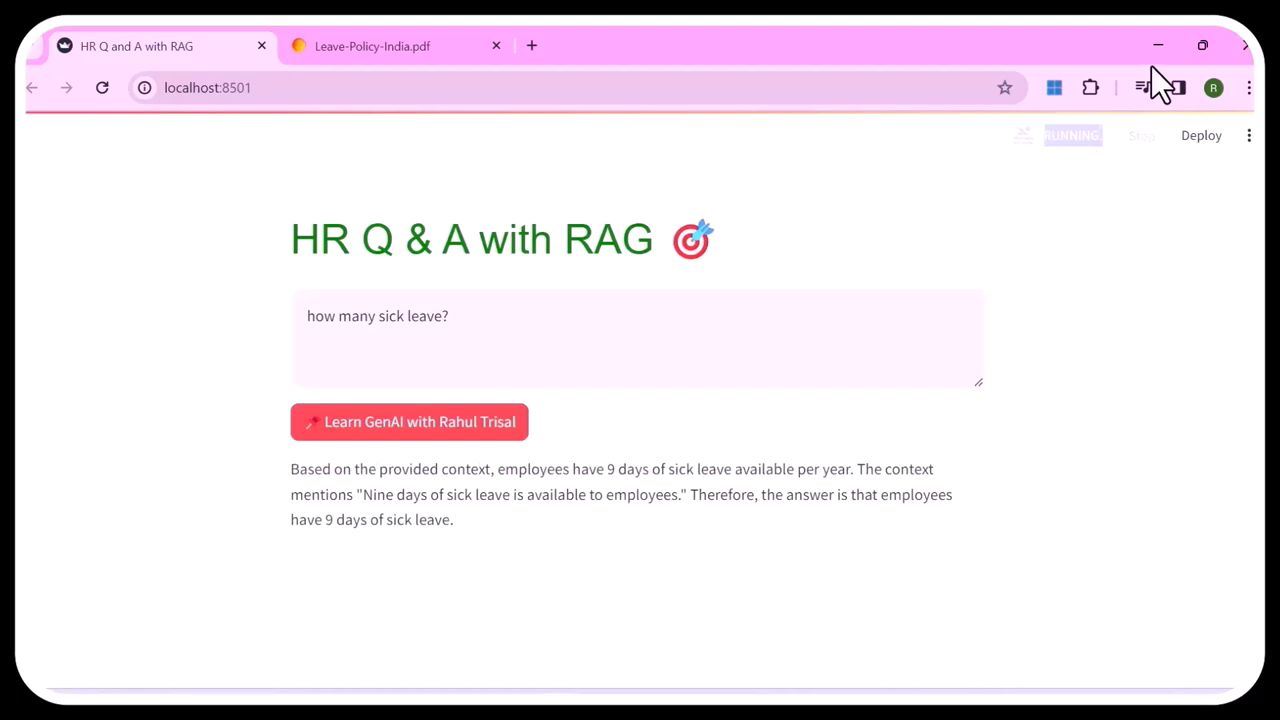 HR Q and A with RAG
Leave-Policy-India.pdf
localhost:8501
R
RUNNING.
Stop
Deploy
HR Q & A with RAG
how many sick leave?
Learn GenAI with Rahul Trisal
Based on the provided context, employees have 9 days of sick leave available per year. The context
mentions "Nine days of sick leave is available to employees." Therefore, the answer is that employees
have 9 days of sick leave.